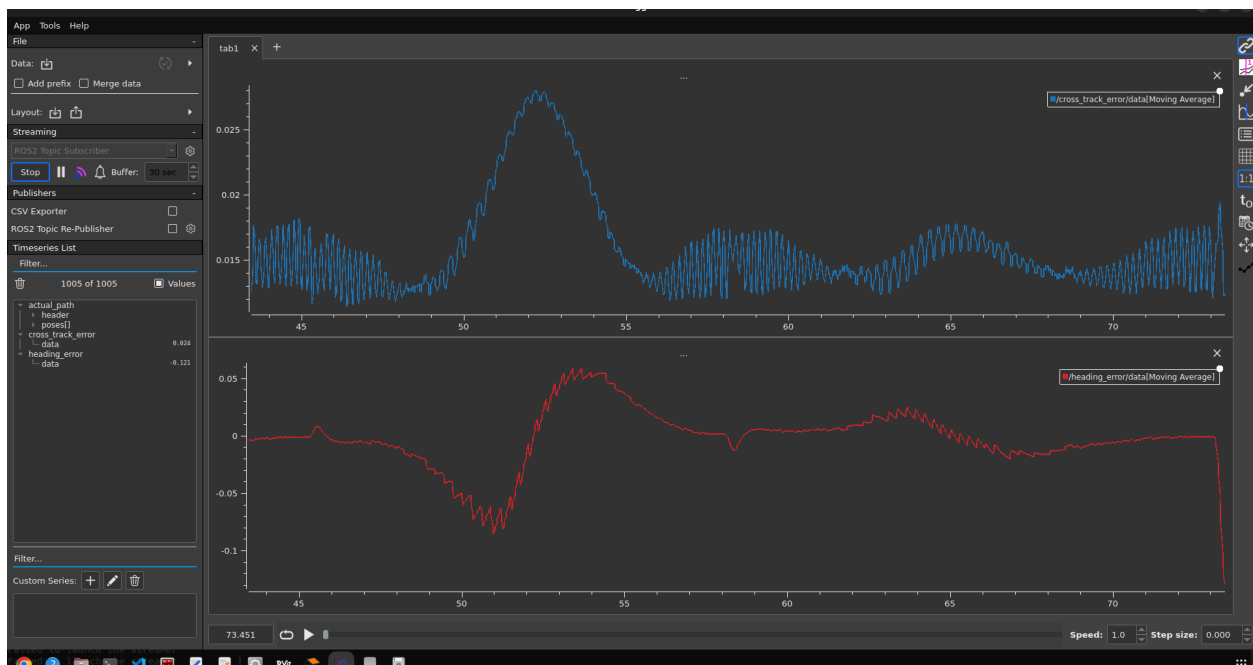 App Tools Help
File -
Data:
Add prefix Merge data
Layout:
Streaming -
ROS2 Topic Subscriber
Stop Buffer: 30 sec
Publishers -
CSV Exporter
ROS2 Topic Re-Publisher
Timeseries List
Filter...
1005 of 1005 Values
actual_path
header
poses[]
cross_track_error
data 0.024
heading_error
data -0.121
Filter...
Custom Series:
tab1
...
/cross_track_error/data[Moving Average]
0.025
0.02
0.015
45 50 55 60 65 70
...
/heading_error/data[Moving Average]
0.05
0
-0.05
-0.1
45 50 55 60 65 70
73.451 Speed: 1.0 Step size: 0.000
1:1
t0
RViz